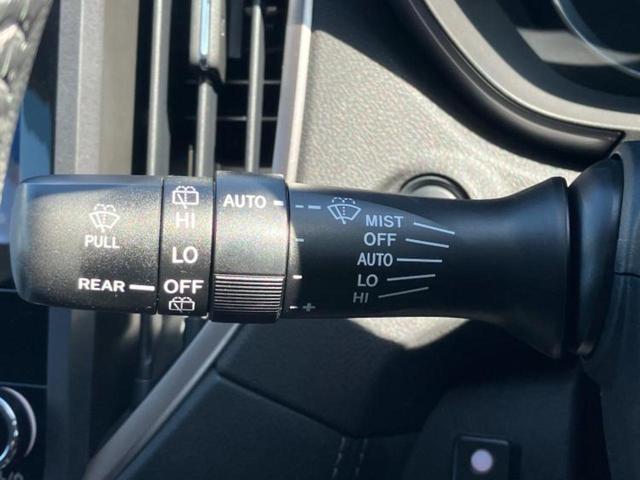 PULL
REAR
HI
LO
OFF
AUTO
- +
MIST
OFF
AUTO
LO
HI